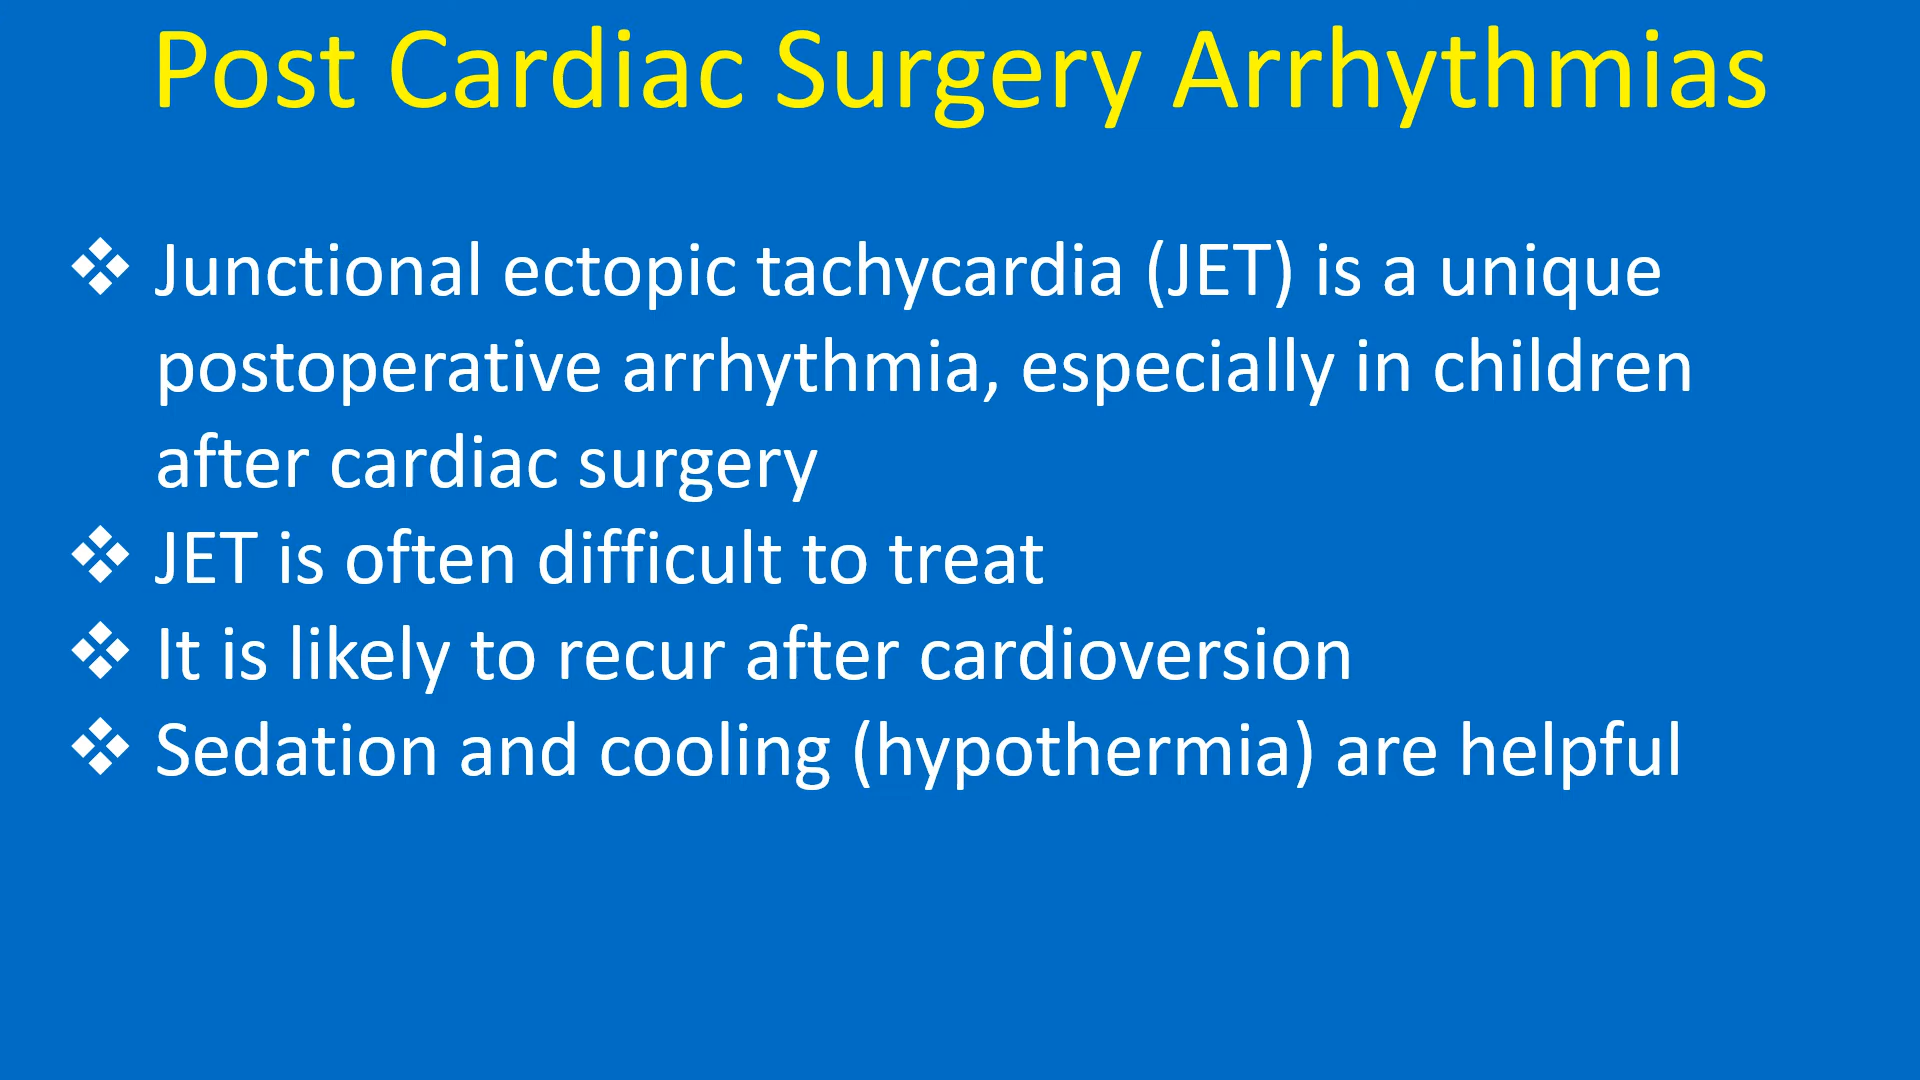 Post Cardiac Surgery Arrhythmias
❖ Junctional ectopic tachycardia (JET) is a unique
postoperative arrhythmia, especially in children
after cardiac surgery
❖ JET is often difficult to treat
❖ It is likely to recur after cardioversion
❖ Sedation and cooling (hypothermia) are helpful